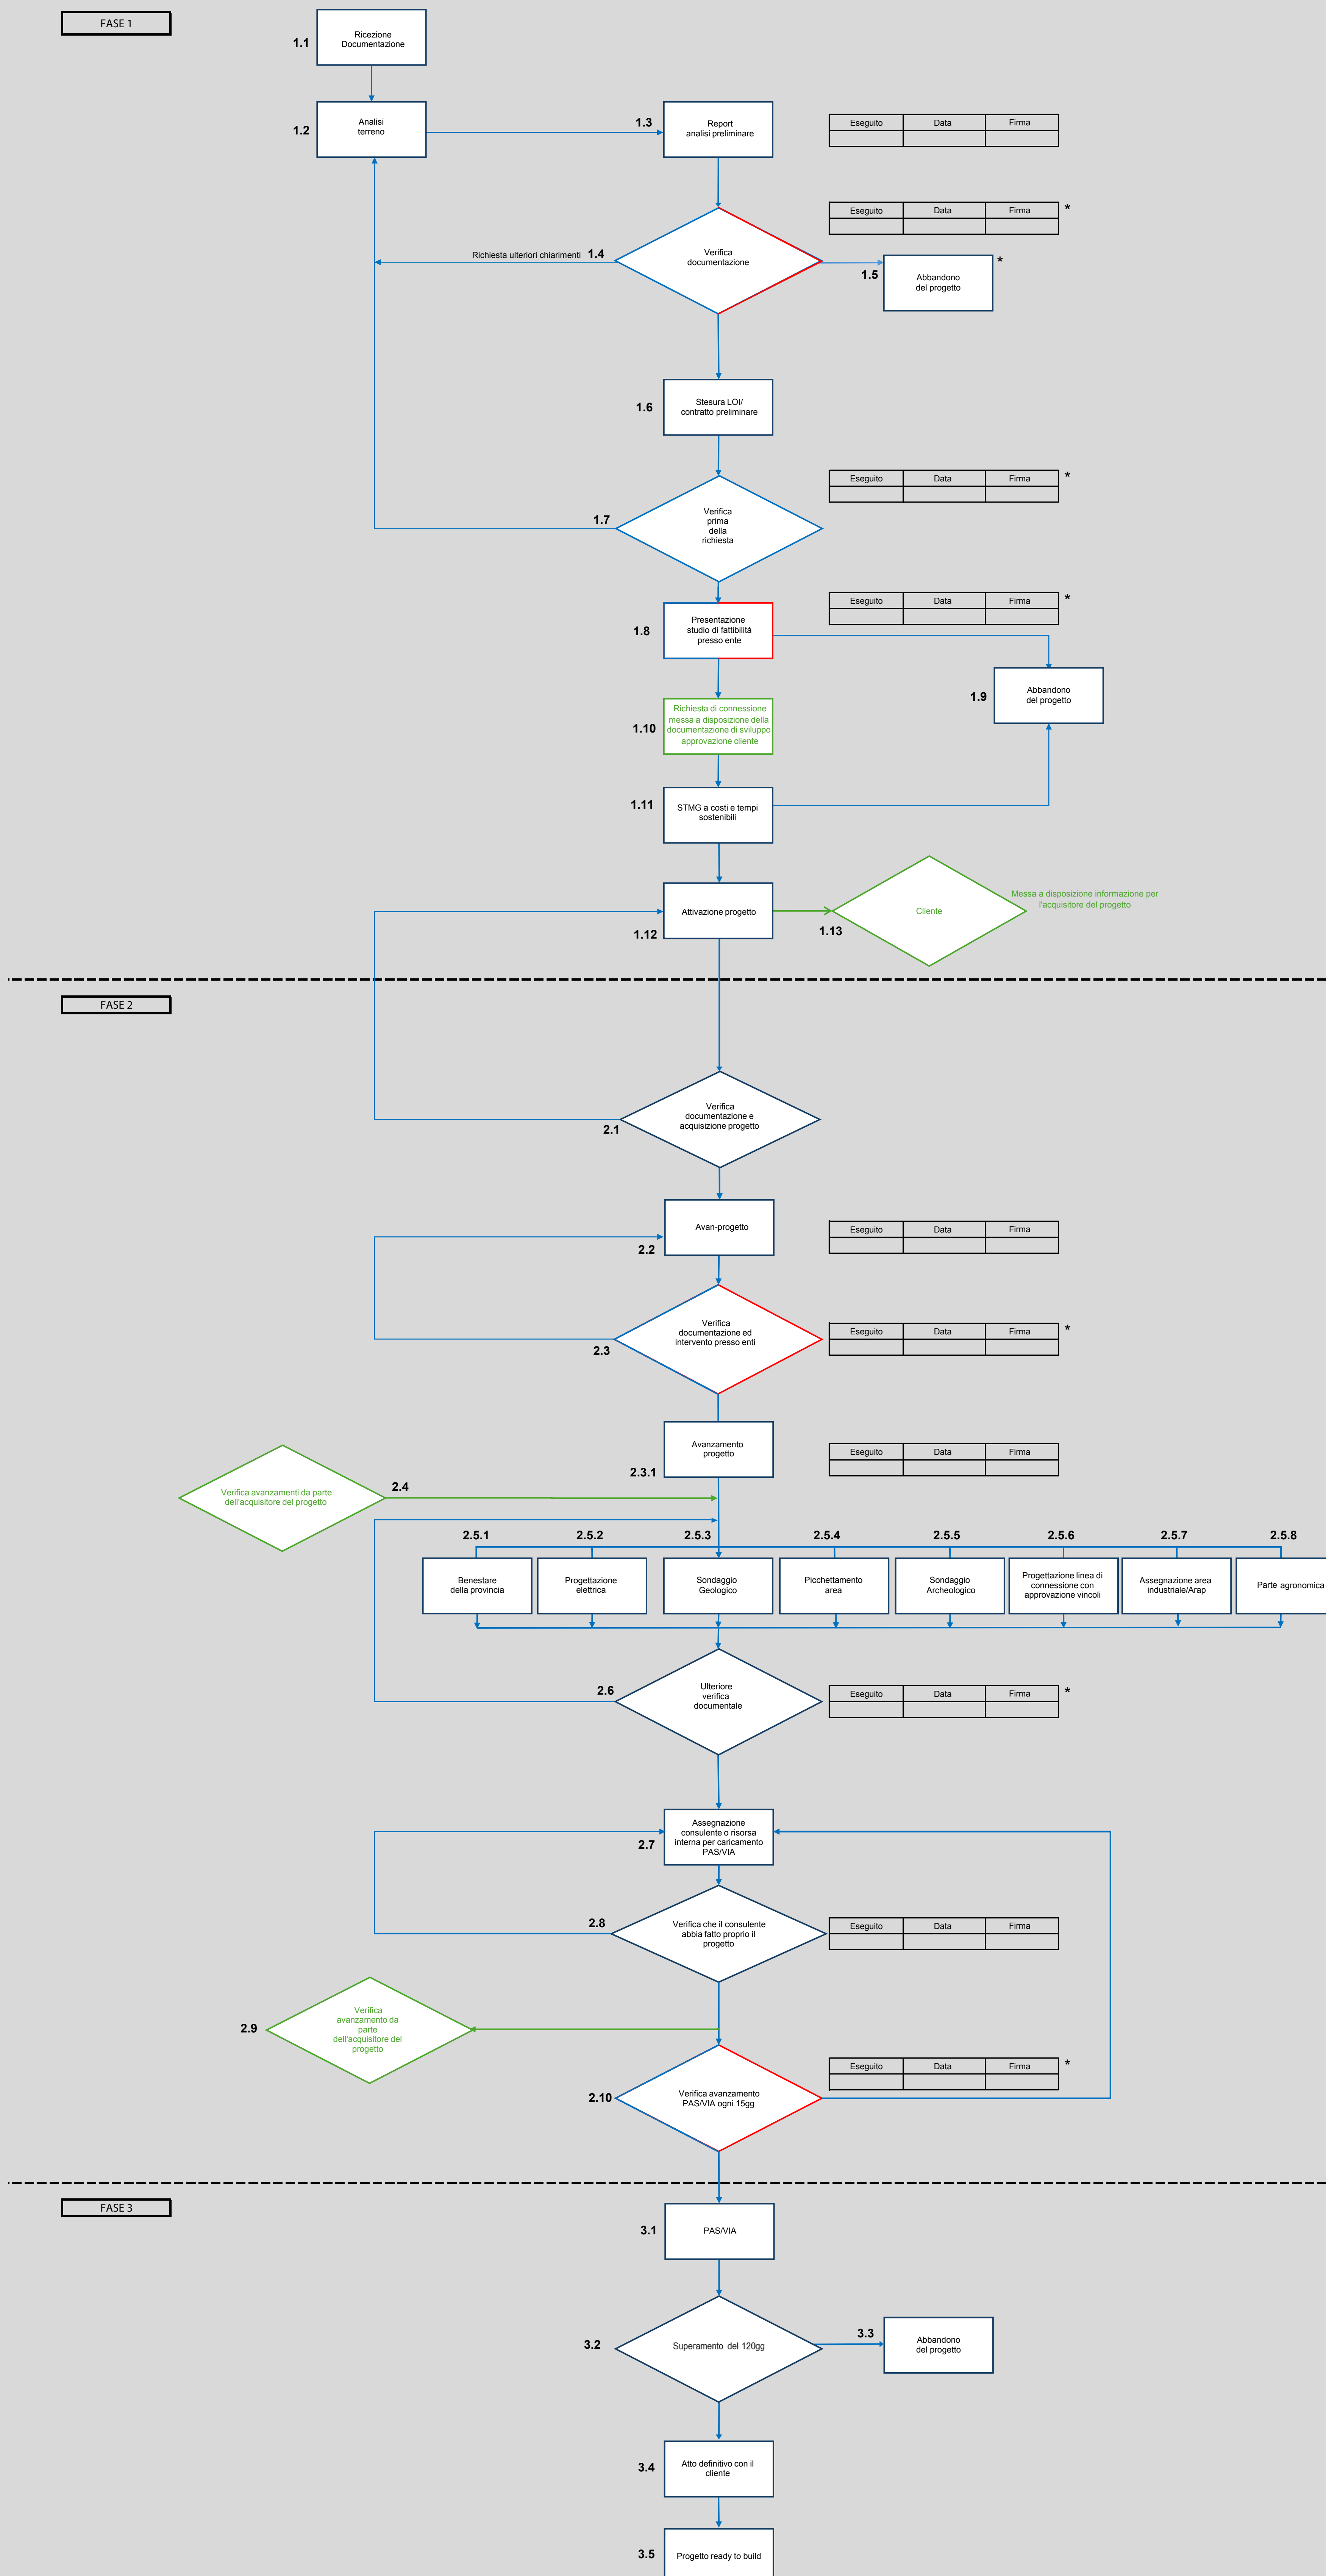 FASE 1
1.1
Ricezione
Documentazione
1.2
Analisi
terreno
1.3
Report
analisi preliminare
Eseguito Data Firma
Eseguito Data Firma *
Richiesta ulteriori chiarimenti 1.4
Verifica
documentazione
1.5
Abbandono
del progetto
*
1.6
Stesura LOI/
contratto preliminare
Eseguito Data Firma *
1.7
Verifica
prima
della
richiesta
Eseguito Data Firma *
1.8
Presentazione
studio di fattibilità
presso ente
1.9
Abbandono
del progetto
1.10
Richiesta di connessione
messa a disposizione della
documentazione di sviluppo
approvazione cliente
1.11
STMG a costi e tempi
sostenibili
1.12
Attivazione progetto
1.13
Cliente
Messa a disposizione informazione per
l'acquisitore del progetto
FASE 2
2.1
Verifica
documentazione e
acquisizione progetto
2.2
Avan-progetto
Eseguito Data Firma
2.3
Verifica
documentazione ed
intervento presso enti
Eseguito Data Firma *
2.3.1
Avanzamento
progetto
Eseguito Data Firma
2.4
Verifica avanzamenti da parte
dell'acquisitore del progetto
2.5.1 2.5.2 2.5.3 2.5.4 2.5.5 2.5.6 2.5.7 2.5.8
Benestare
della provincia
Progettazione
elettrica
Sondaggio
Geologico
Picchettamento
area
Sondaggio
Archeologico
Progettazione linea di
connessione con
approvazione vincoli
Assegnazione area
industriale/Arap
Parte agronomica
2.6
Ulteriore
verifica
documentale
Eseguito Data Firma *
2.7
Assegnazione
consulente o risorsa
interna per caricamento
PAS/VIA
2.8
Verifica che il consulente
abbia fatto proprio il
progetto
Eseguito Data Firma
2.9
Verifica
avanzamento da
parte
dell'acquisitore del
progetto
2.10
Verifica avanzamento
PAS/VIA ogni 15gg
Eseguito Data Firma *
FASE 3
3.1
PAS/VIA
3.2
Superamento del 120gg
3.3
Abbandono
del progetto
3.4
Atto definitivo con il
cliente
3.5
Progetto ready to build